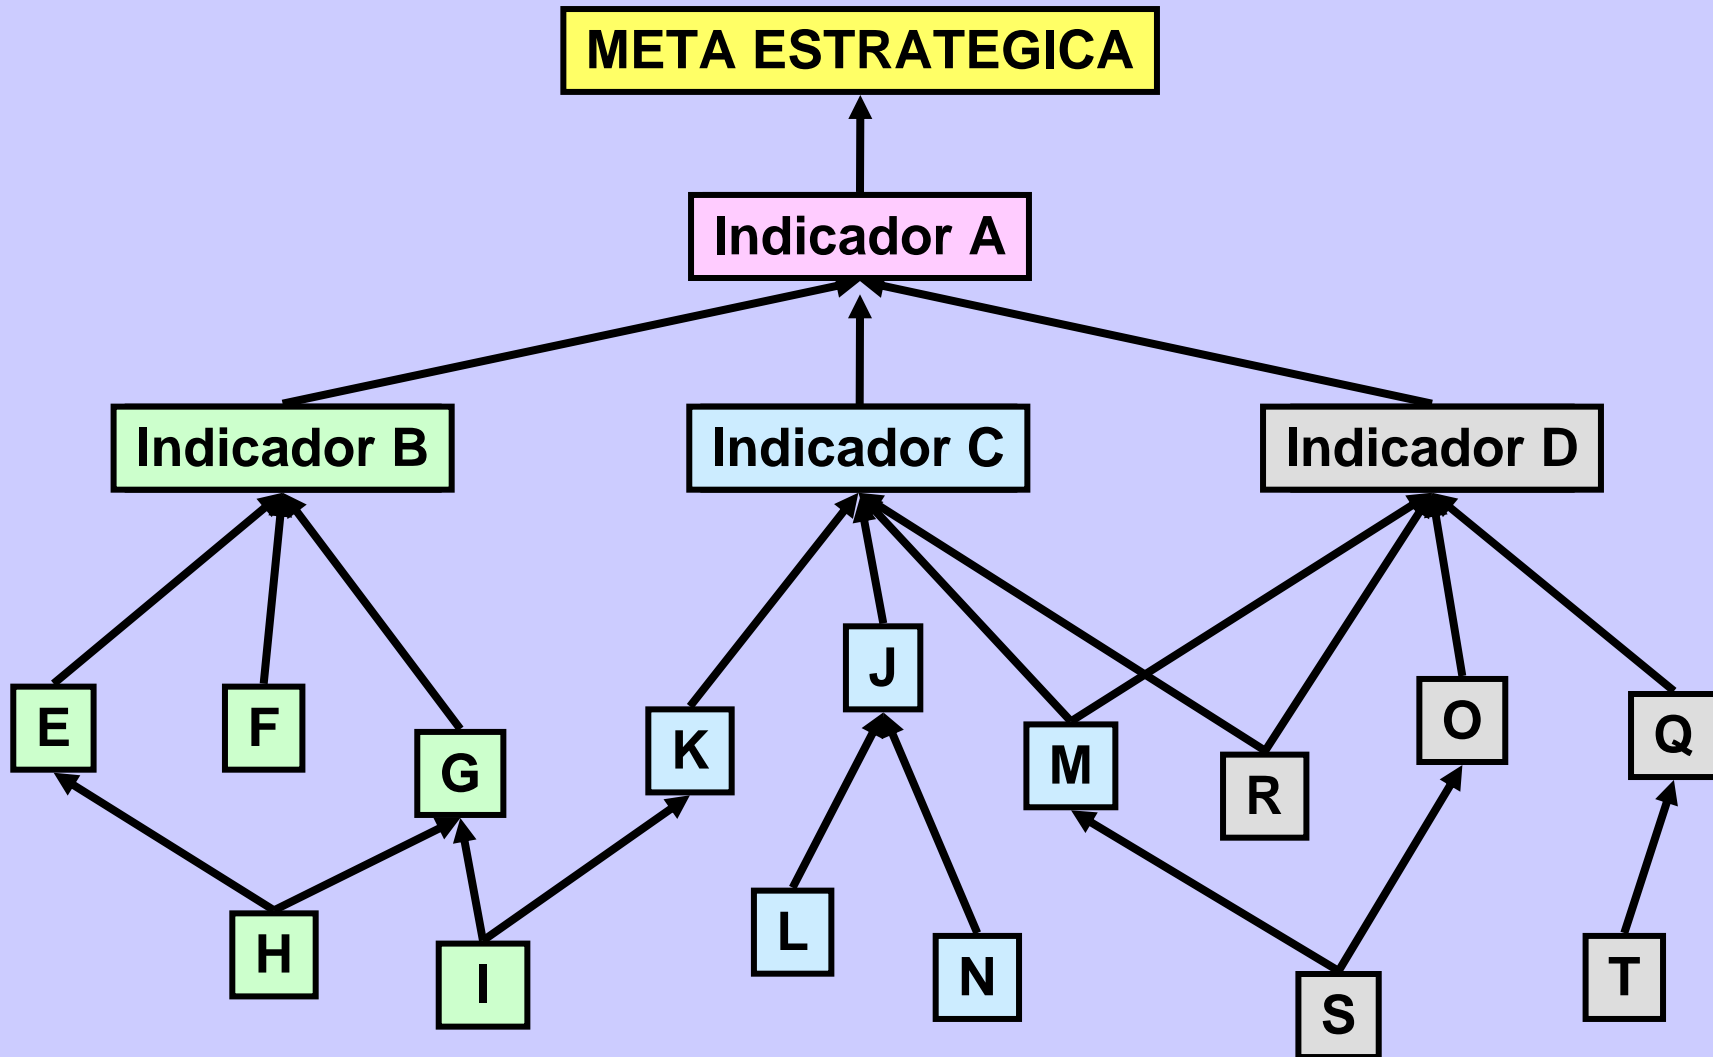 META ESTRATEGICA
Indicador A
Indicador B
Indicador C
Indicador D
E
F
G
K
J
M
R
O
Q
H
I
L
N
S
T